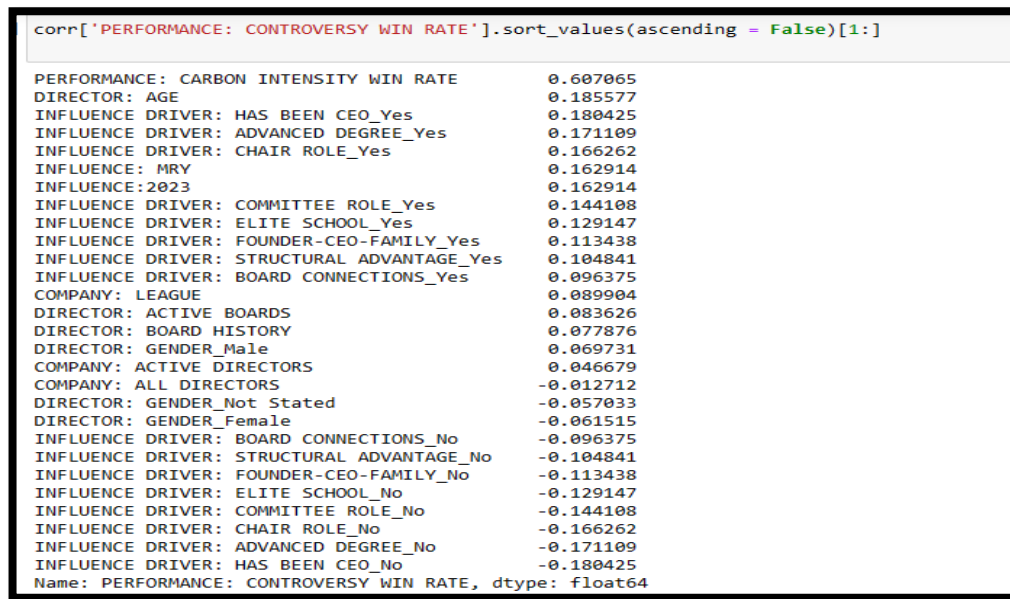 corr['PERFORMANCE: CONTROVERSY WIN RATE'].sort_values(ascending = False)[1:]
PERFORMANCE: CARBON INTENSITY WIN RATE 0.607065
DIRECTOR: AGE 0.185577
INFLUENCE DRIVER: HAS BEEN CEO_Yes 0.180425
INFLUENCE DRIVER: ADVANCED DEGREE_Yes 0.171109
INFLUENCE DRIVER: CHAIR ROLE_Yes 0.166262
INFLUENCE: MRY 0.162914
INFLUENCE:2023 0.162914
INFLUENCE DRIVER: COMMITTEE ROLE_Yes 0.144108
INFLUENCE DRIVER: ELITE SCHOOL_Yes 0.129147
INFLUENCE DRIVER: FOUNDER-CEO-FAMILY_Yes 0.113438
INFLUENCE DRIVER: STRUCTURAL ADVANTAGE_Yes 0.104841
INFLUENCE DRIVER: BOARD CONNECTIONS_Yes 0.096375
COMPANY: LEAGUE 0.089904
DIRECTOR: ACTIVE BOARDS 0.083626
DIRECTOR: BOARD HISTORY 0.077876
DIRECTOR: GENDER_Male 0.069731
COMPANY: ACTIVE DIRECTORS 0.046679
COMPANY: ALL DIRECTORS -0.012712
DIRECTOR: GENDER_Not Stated -0.057033
DIRECTOR: GENDER_Female -0.061515
INFLUENCE DRIVER: BOARD CONNECTIONS_No -0.096375
INFLUENCE DRIVER: STRUCTURAL ADVANTAGE_No -0.104841
INFLUENCE DRIVER: FOUNDER-CEO-FAMILY_No -0.113438
INFLUENCE DRIVER: ELITE SCHOOL_No -0.129147
INFLUENCE DRIVER: COMMITTEE ROLE_No -0.144108
INFLUENCE DRIVER: CHAIR ROLE_No -0.166262
INFLUENCE DRIVER: ADVANCED DEGREE_No -0.171109
INFLUENCE DRIVER: HAS BEEN CEO_No -0.180425
Name: PERFORMANCE: CONTROVERSY WIN RATE, dtype: float64